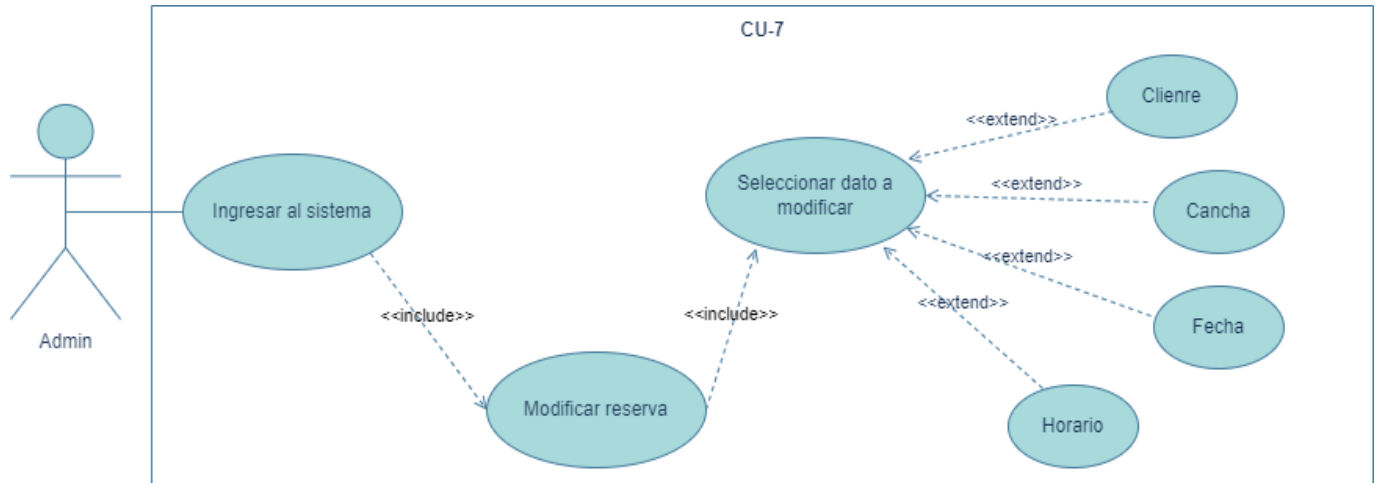 CU-7
Clienre
<<extend>>
Seleccionar dato a
modificar
<<extend>>
Ingresar al sistema
Cancha
<<extend>>
<<extend>>
<<include>>
<<include>>
Fecha
Admin
Modificar reserva
Horario